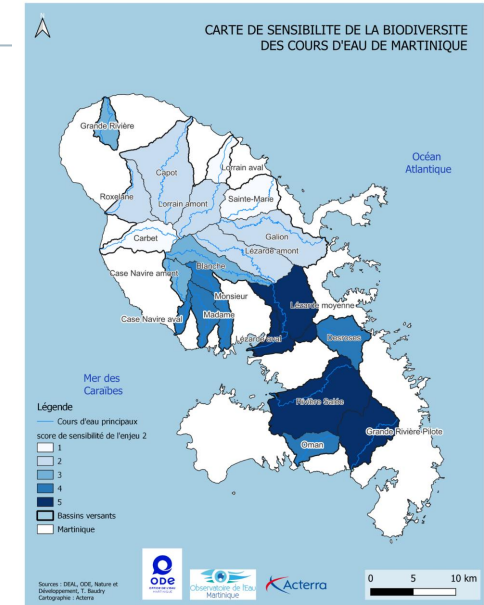 CARTE DE SENSIBILITE DE LA BIODIVERSITE
DES COURS D'EAU DE MARTINIQUE
Grande Rivière
Océan
Atlantique
Capot
Lorrain aval
Roxelane
Lorrain amont
Sainte-Marie
Carbet
Galion
Lézarde amont
Case Navire amont
Blanche
Monsieur
Lézarde moyenne
Case Navire aval
Madame
Lézarde aval
Desroses
Mer des
Caraïbes
Rivière Salée
Grande Rivière Pilote
Oman
Légende
Cours d'eau principaux
score de sensibilité de l'enjeu 2
1
2
3
4
5
Bassins versants
Martinique
Sources : DEAL, ODE, Nature et
Développement, T. Baudry
Cartographie : Acterra
ODE
OFFICE DE L'EAU
MARTINIQUE
Observatoire de l'Eau
Martinique
Acterra
0 5 10 km